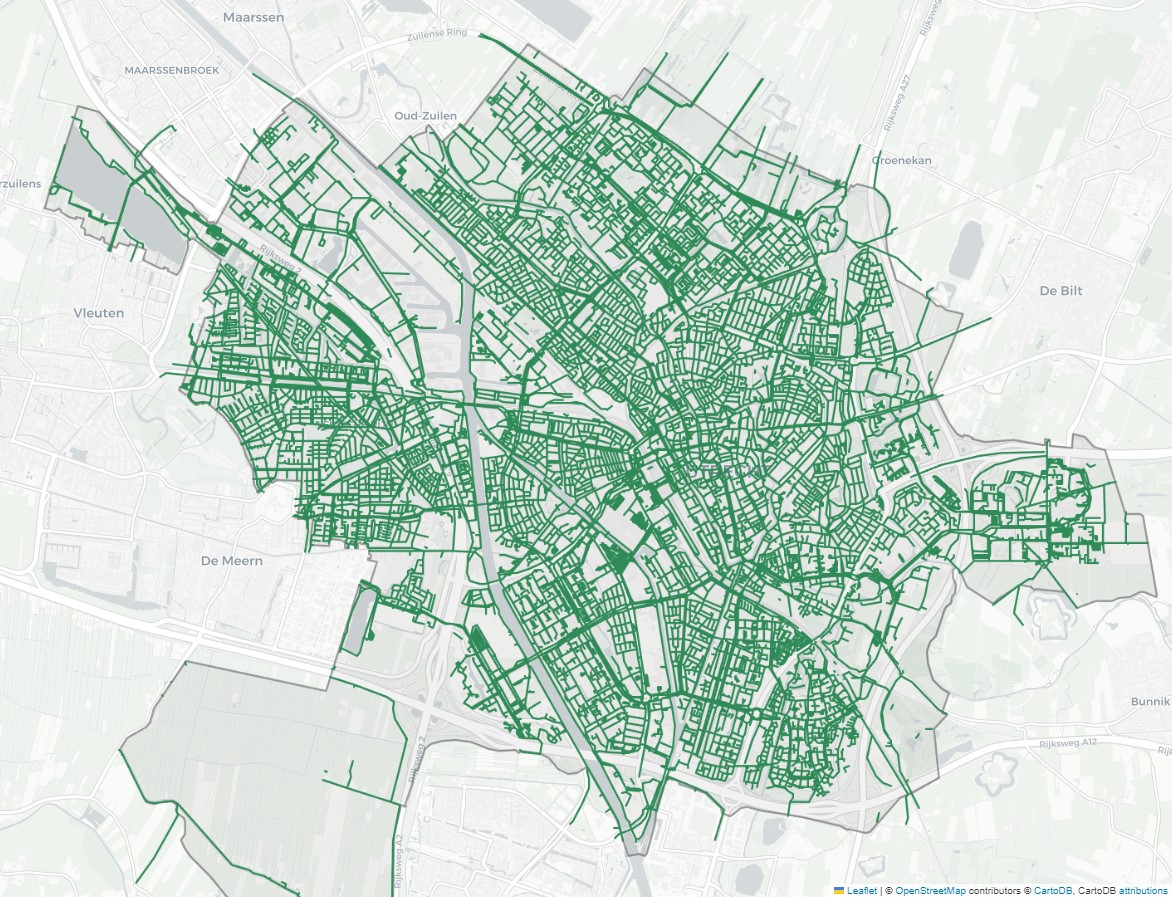 Maarssen
Zuilense Ring
Rijksweg
MAARSSENBROEK
Rijksweg A27
Oud-Zuilen
Groenekan
rzuilens
Rijksweg 2
De Bilt
Vleuten
De Meern
Bunnik
Rijksweg 2
Rijksweg A12
Rijksweg A2
Leaflet | © OpenStreetMap contributors © CartoDB, CartoDB attributions